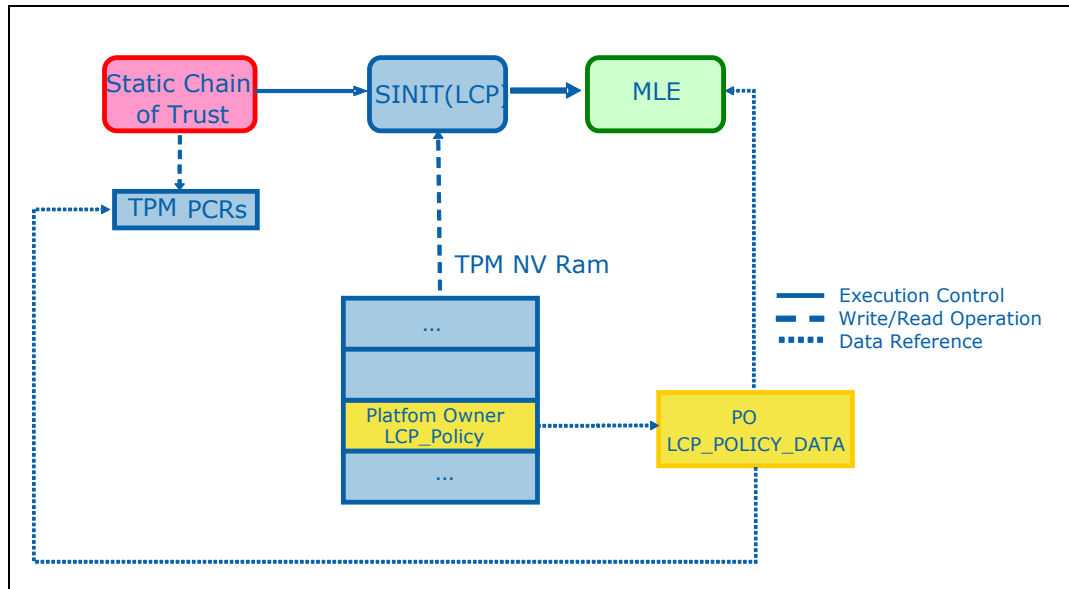 Static Chain
of Trust
SINIT(LCP)
MLE
TPM PCRs
TPM NV Ram
...
Platfom Owner
LCP_Policy
...
PO
LCP_POLICY_DATA
Execution Control
Write/Read Operation
Data Reference